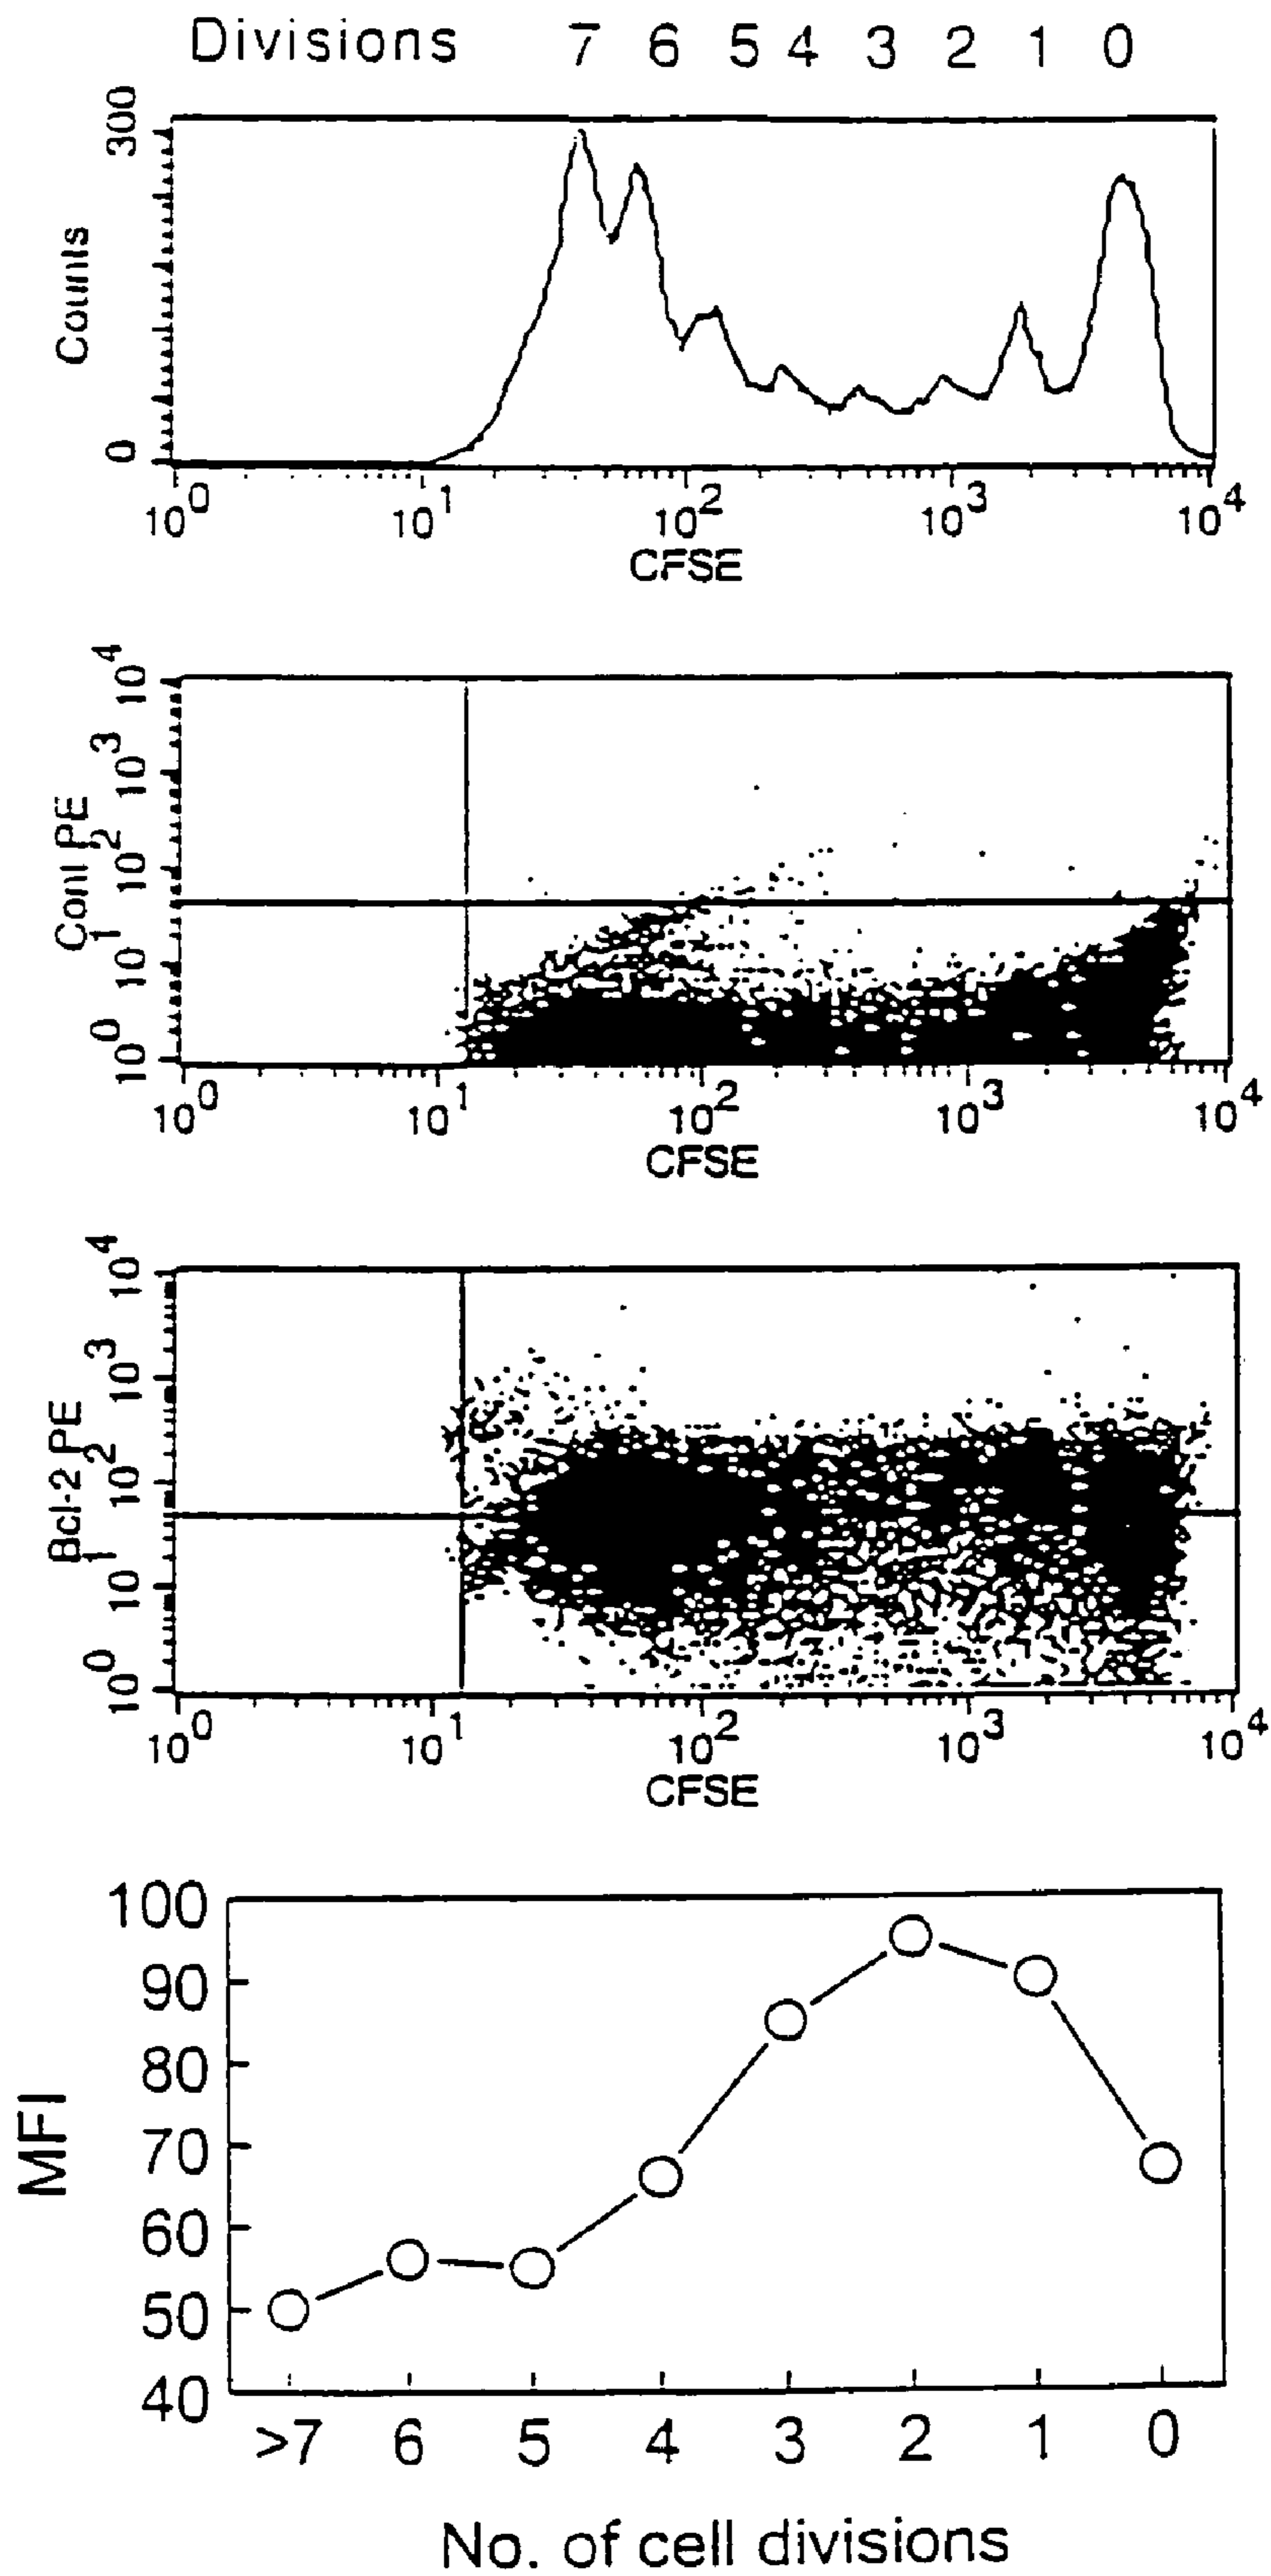 Divisions 7 6 5 4 3 2 1 0
300
Counts
0
10^0 10^1 10^2 10^3 10^4
CFSE
10^4
10^3
10^2
10^1
10^0
Cont PE
10^0 10^1 10^2 10^3 10^4
CFSE
10^4
10^3
10^2
10^1
10^0
Bcl-2 PE
10^0 10^1 10^2 10^3 10^4
CFSE
100
90
80
70
60
50
40
MFI
>7 6 5 4 3 2 1 0
No. of cell divisions